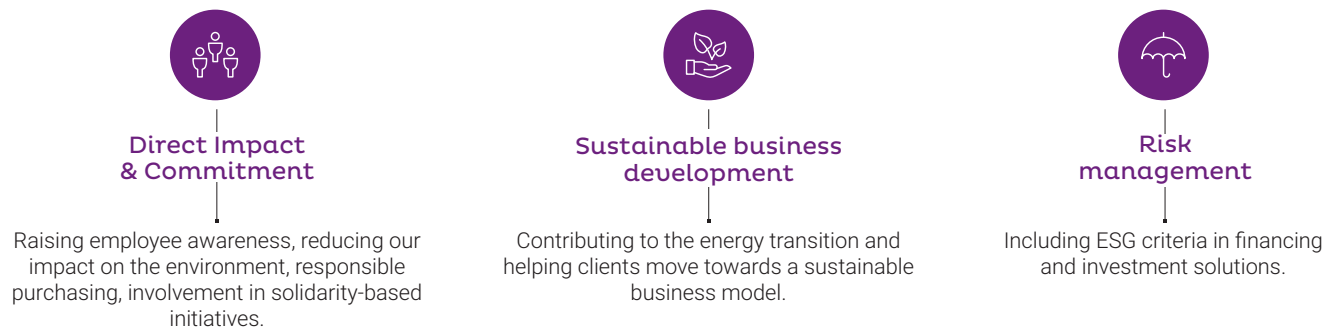 Direct Impact
& Commitment
Raising employee awareness, reducing our
impact on the environment, responsible
purchasing, involvement in solidarity-based
initiatives.
Sustainable business
development
Contributing to the energy transition and
helping clients move towards a sustainable
business model.
Risk
management
Including ESG criteria in financing
and investment solutions.